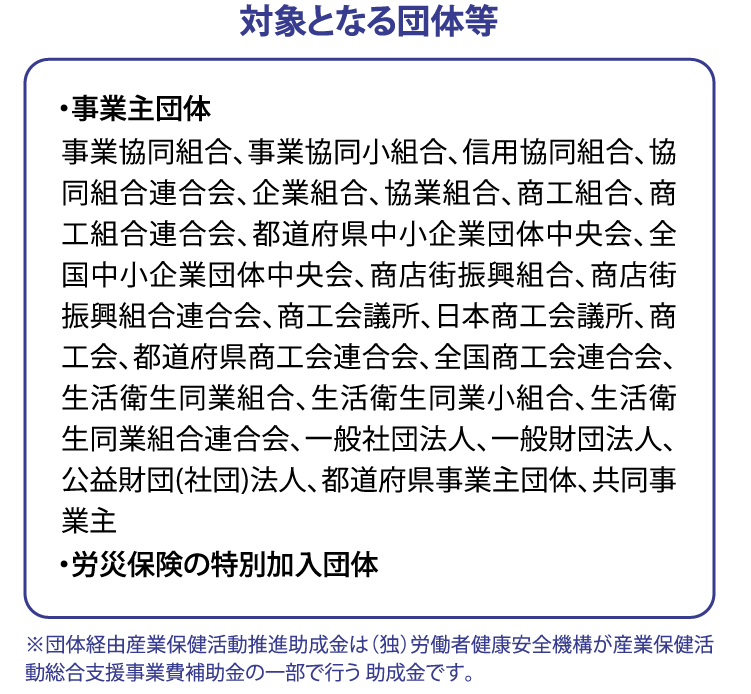 対象となる団体等
・事業主団体
事業協同組合、事業協同小組合、信用協同組合、協
同組合連合会、企業組合、協業組合、商工組合、商
工組合連合会、都道府県中小企業団体中央会、全
国中小企業団体中央会、商店街振興組合、商店街
振興組合連合会、商工会議所、日本商工会議所、商
工会、都道府県商工会連合会、全国商工会連合会、
生活衛生同業組合、生活衛生同業小組合、生活衛
生同業組合連合会、一般社団法人、一般財団法人、
公益財団(社団)法人、都道府県事業主団体、共同事
業主
・労災保険の特別加入団体
※団体経由産業保健活動推進助成金は（独）労働者健康安全機構が産業保健活
動総合支援事業費補助金の一部で行う 助成金です。